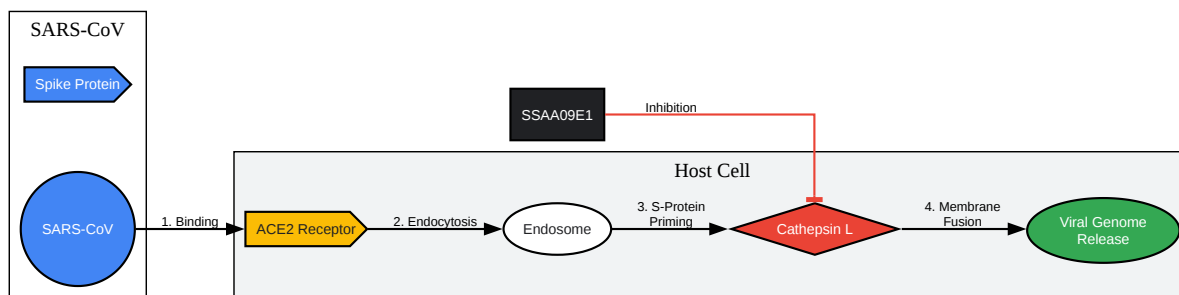 SARS-CoV
Spike Protein
SSAA09E1
Inhibition
Host Cell
SARS-CoV
1. Binding
ACE2 Receptor
2. Endocytosis
Endosome
3. S-Protein
Priming
Cathepsin L
4. Membrane
Fusion
Viral Genome
Release